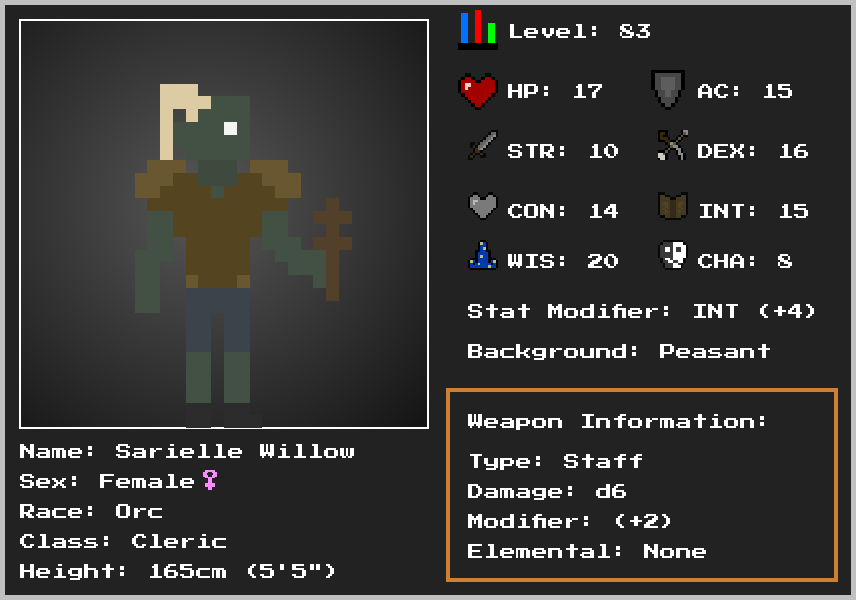 Level: 83
HP: 17 AC: 15
STR: 10 DEX: 16
CON: 14 INT: 15
WIS: 20 CHA: 8
Stat Modifier: INT (+4)
Background: Peasant
Weapon Information:
Type: Staff
Damage: d6
Modifier: (+2)
Elemental: None
Name: Sarielle Willow
Sex: Female♀
Race: Orc
Class: Cleric
Height: 165cm (5'5")